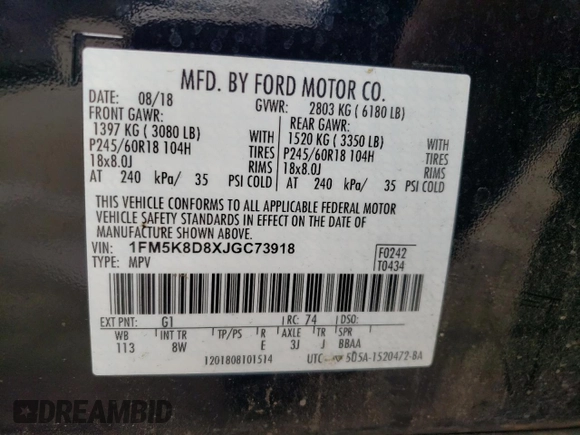 MFD. BY FORD MOTOR CO.
DATE: 08/18 GVWR: 2803 KG ( 6180 LB)
FRONT GAWR: REAR GAWR:
1397 KG ( 3080 LB) WITH 1520 KG ( 3350 LB) WITH
P245/60R18 104H TIRES P245/60R18 104H TIRES
18x8.0J RIMS 18x8.0J RIMS
AT 240 kPa/ 35 PSI COLD AT 240 kPa/ 35 PSI COLD
THIS VEHICLE CONFORMS TO ALL APPLICABLE FEDERAL MOTOR
VEHICLE SAFETY STANDARDS IN EFFECT ON THE DATE OF
MANUFACTURE SHOWN ABOVE.
VIN: 1FM5K8D8XJGC73918 F0242
TYPE: MPV T0434
EXT PNT: G1 RC: 74 DSO:
WB INT TR TP/PS R AXLE TR SPR
113 8W E 3J J BBAA
1201808101514 UTC
5U5A-1520472-BA
DREAMBID